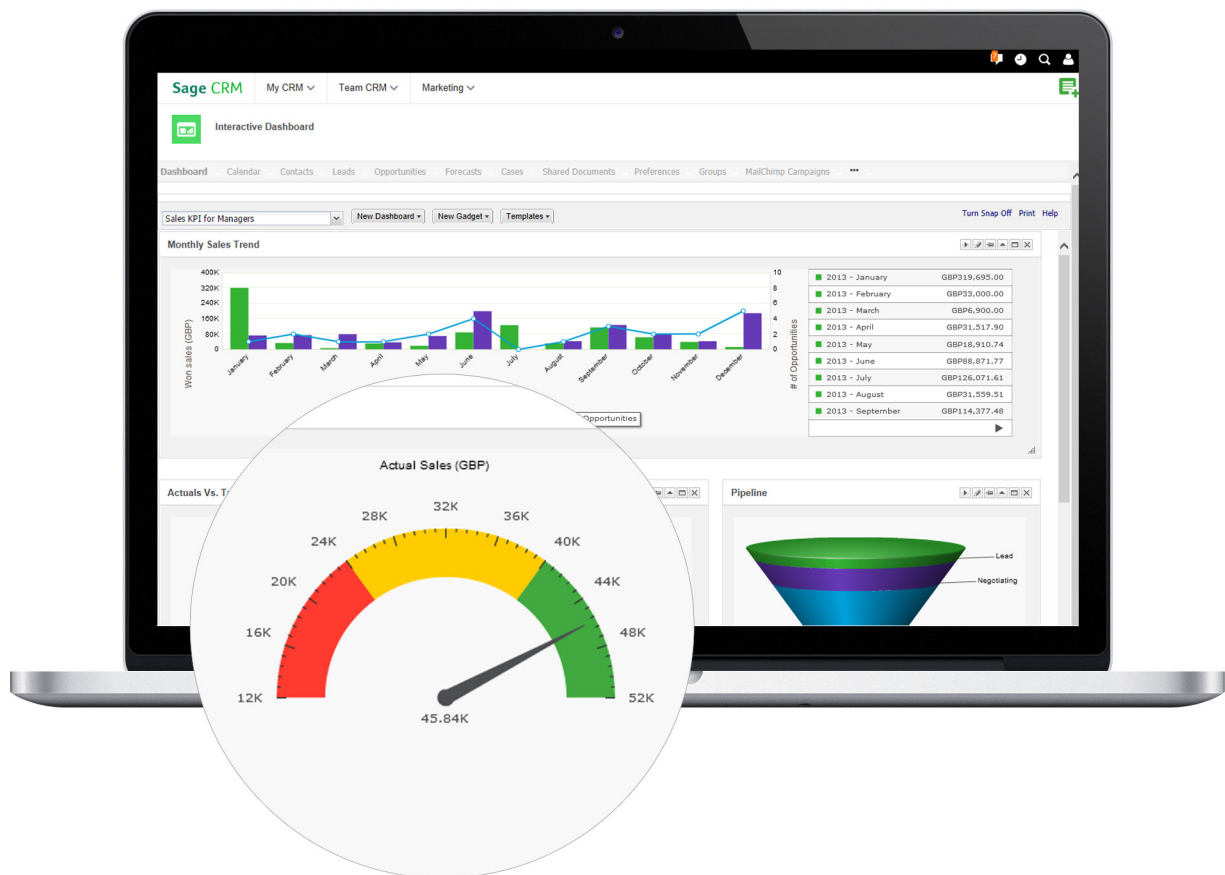 Sage CRM My CRM Team CRM Marketing
Interactive Dashboard
Dashboard Calendar Contacts Leads Opportunities Forecasts Cases Shared Documents Preferences Groups MailChimp Campaigns •••
Sales KPI for Managers New Dashboard New Gadget Templates Turn Snap Off Print Help
Monthly Sales Trend
Won sales (GBP)
400K
320K
240K
160K
80K
0
10
8
6
4
2
0
# of Opportunities
January
February
March
April
May
June
July
August
September
October
November
December
Opportunities
2013 - January GBP319,695.00
2013 - February GBP33,000.00
2013 - March GBP6,900.00
2013 - April GBP31,517.90
2013 - May GBP18,910.74
2013 - June GBP88,871.77
2013 - July GBP126,071.61
2013 - August GBP31,559.51
2013 - September GBP114,377.48
Actuals Vs. T
Actual Sales (GBP)
12K
16K
20K
24K
28K
32K
36K
40K
44K
48K
52K
45.84K
Pipeline
Lead
Negotiating